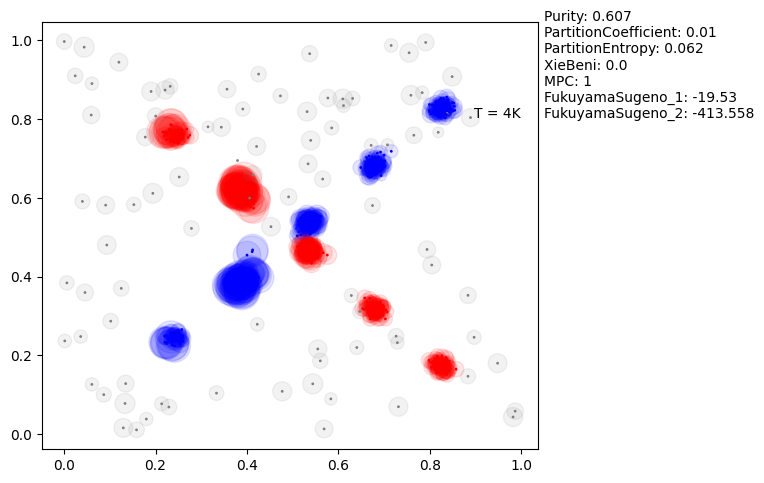 Purity: 0.607
PartitionCoefficient: 0.01
PartitionEntropy: 0.062
XieBeni: 0.0
MPC: 1
FukuyamaSugeno_1: -19.53
FukuyamaSugeno_2: -413.558
T = 4K
1.0
0.8
0.6
0.4
0.2
0.0
0.0 0.2 0.4 0.6 0.8 1.0